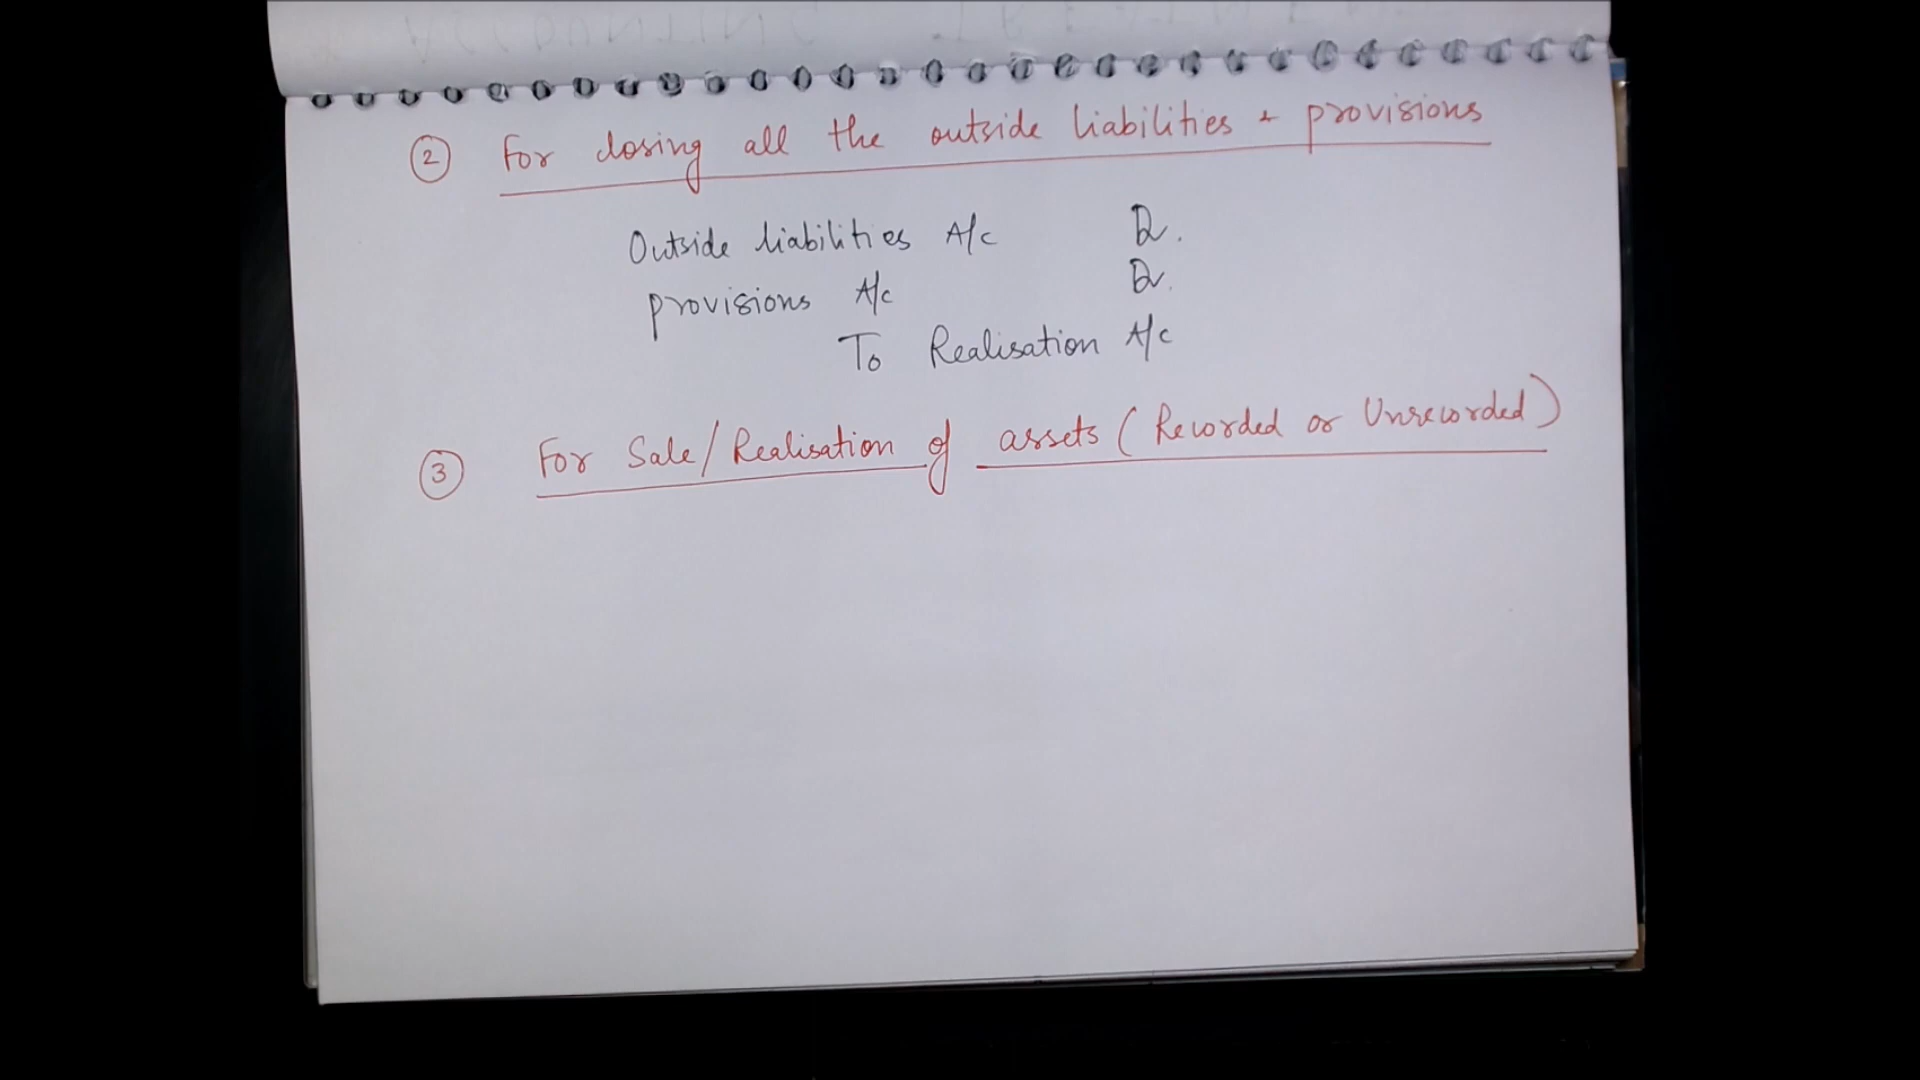 ② For closing all the outside liabilities + provisions
Outside liabilities A/c Dr.
provisions A/c Dr.
To Realisation A/c
③ For Sale/Realisation of assets (Recorded or Unrecorded)